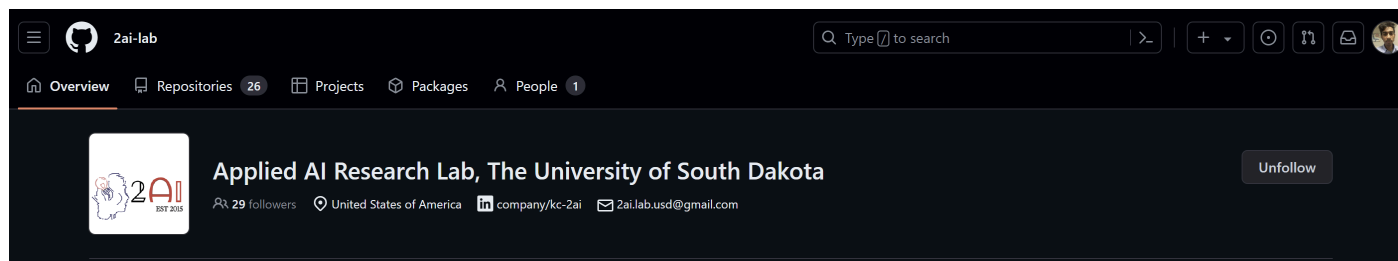 2ai-lab
Type / to search
Overview Repositories 26 Projects Packages People 1
2AI
EST 2015
Applied AI Research Lab, The University of South Dakota
Unfollow
29 followers United States of America in company/kc-2ai 2ai.lab.usd@gmail.com